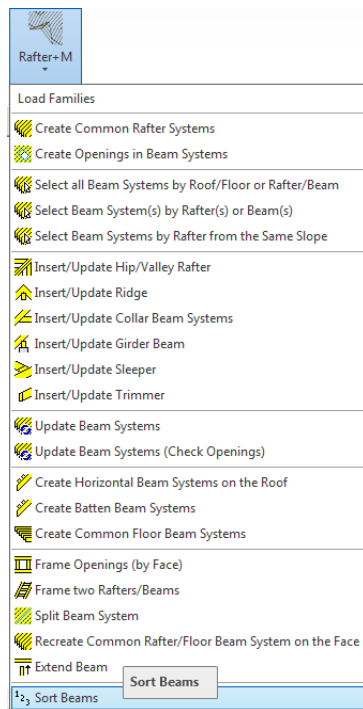 Rafter+M
Load Families
Create Common Rafter Systems
Create Openings in Beam Systems
Select all Beam Systems by Roof/Floor or Rafter/Beam
Select Beam System(s) by Rafter(s) or Beam(s)
Select Beam Systems by Rafter from the Same Slope
Insert/Update Hip/Valley Rafter
Insert/Update Ridge
Insert/Update Collar Beam Systems
Insert/Update Girder Beam
Insert/Update Sleeper
Insert/Update Trimmer
Update Beam Systems
Update Beam Systems (Check Openings)
Create Horizontal Beam Systems on the Roof
Create Batten Beam Systems
Create Common Floor Beam Systems
Frame Openings (by Face)
Frame two Rafters/Beams
Split Beam System
Recreate Common Rafter/Floor Beam System on the Face
Extend Beam
Sort Beams
1 2 3 Sort Beams